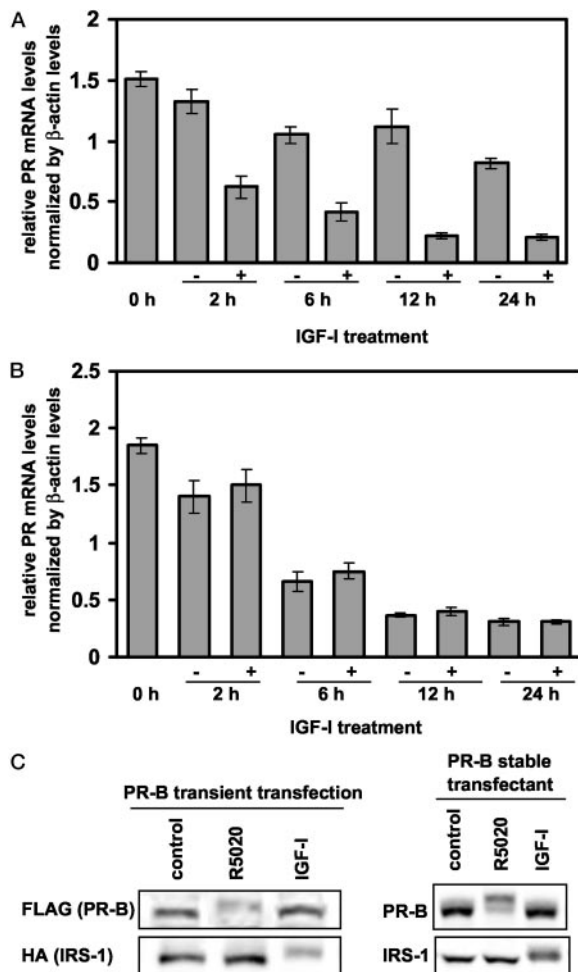 A
relative PR mRNA levels
normalized by β-actin levels
2
1.5
1
0.5
0
- + - + - + - +
0 h 2 h 6 h 12 h 24 h
IGF-I treatment
B
relative PR mRNA levels
normalized by β-actin levels
2.5
2
1.5
1
0.5
0
- + - + - + - +
0 h 2 h 6 h 12 h 24 h
IGF-I treatment
C
PR-B transient transfection
control R5020 IGF-I
FLAG (PR-B)
HA (IRS-1)
PR-B stable
transfectant
control R5020 IGF-I
PR-B
IRS-1